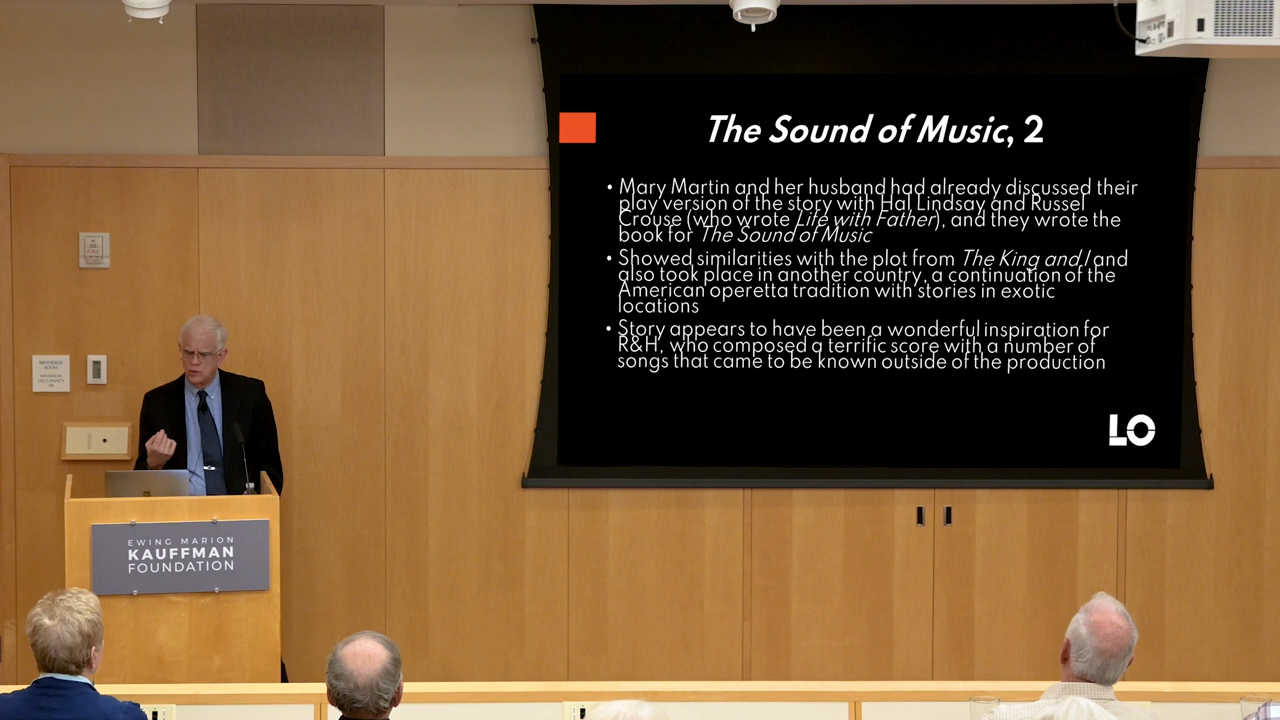 The Sound of Music, 2
• Mary Martin and her husband had already discussed their
play version of the story with Hal Lindsay and Russel
Crouse (who wrote Life with Father), and they wrote the
book for The Sound of Music
• Showed similarities with the plot from The King and I and
also took place in another country, a continuation of the
American operetta tradition with stories in exotic
locations
• Story appears to have been a wonderful inspiration for
R&H, who composed a terrific score with a number of
songs that came to be known outside of the production
LO
FIRE
BROOKSIDE
ROOM
MAXIMUM
OCCUPANCY
EWING MARION
KAUFFMAN
FOUNDATION